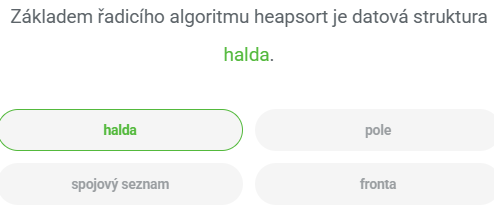 Základem řadicího algoritmu heapsort je datová struktura
halda.
halda
pole
spojový seznam
fronta